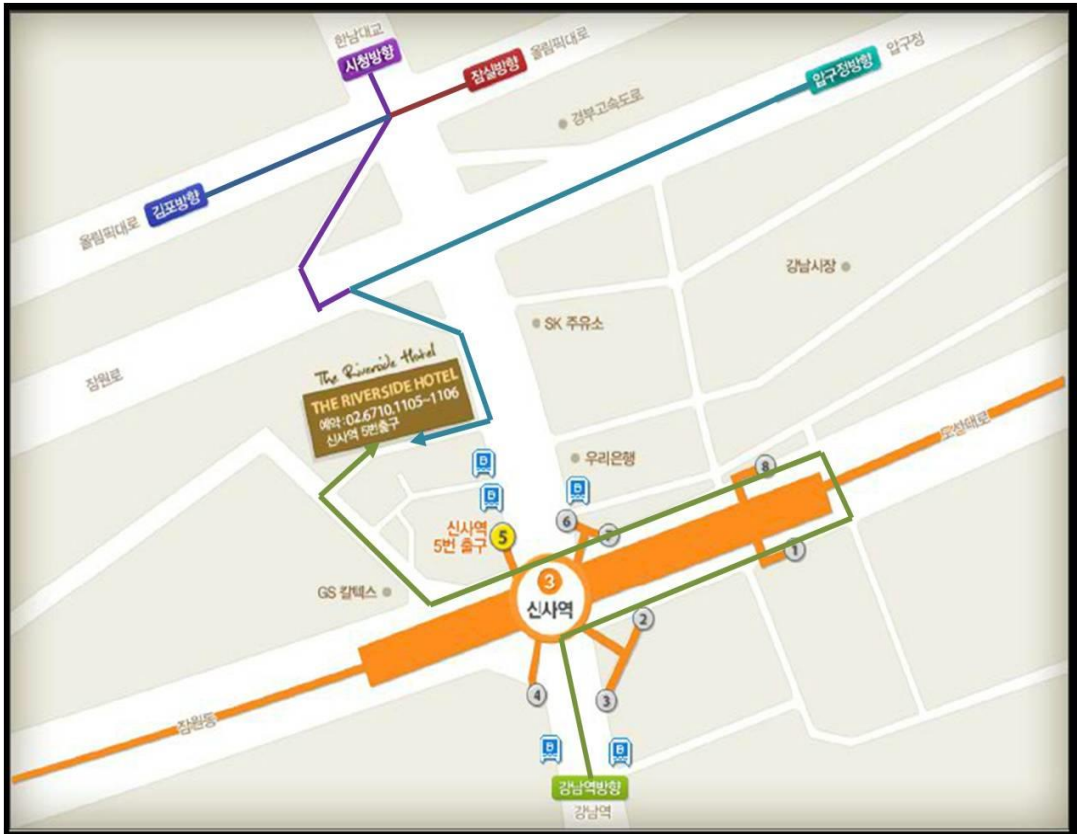 한남대교
시청방향
잠실방향
올림픽대로
압구정방향
압구정
경부고속도로
김포방향
올림픽대로
강남시장
SK 주유소
잠원로
The Riverside Hotel
THE RIVERSIDE HOTEL
예약 : 02.6710.1105~1106
신사역 5번출구
도산대로
우리은행
8
B
B
B
6
7
신사역
5번 출구
5
1
3
신사역
GS 칼텍스
2
4
3
잠원동
B
B
강남역방향
강남역